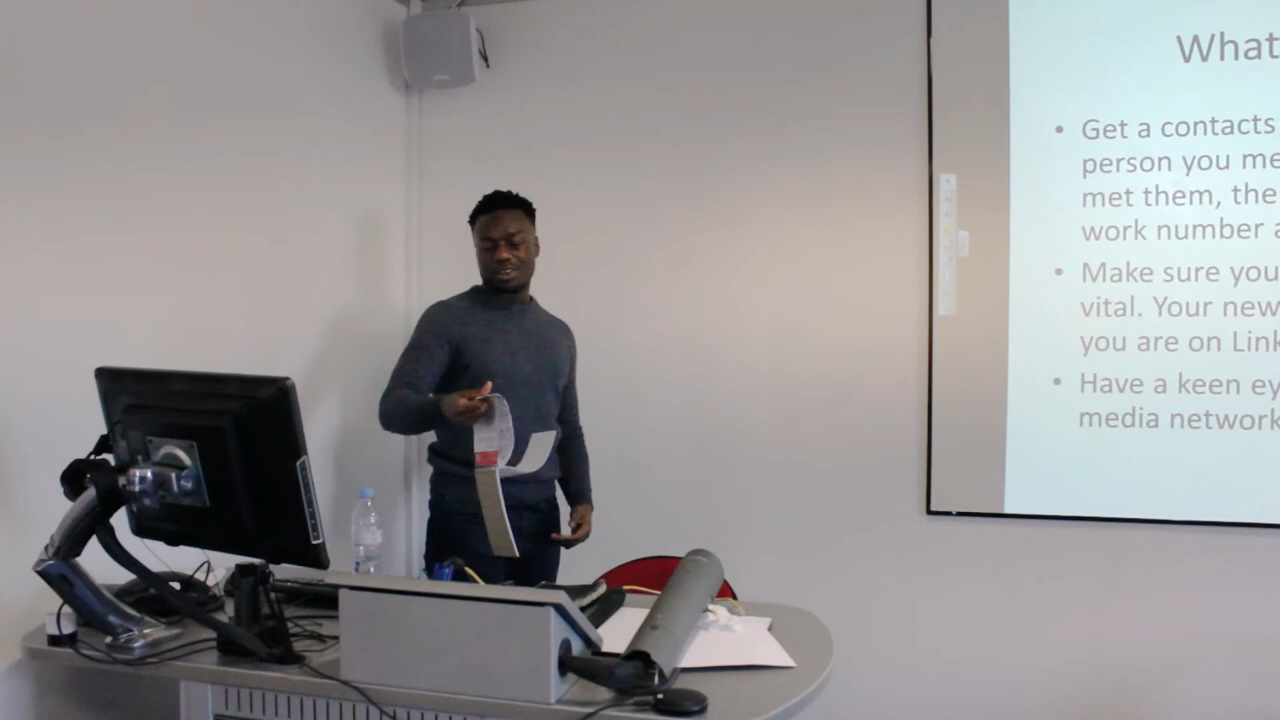 What
• Get a contacts
person you me
met them, the
work number a
• Make sure you
vital. Your new
you are on Link
• Have a keen ey
media network